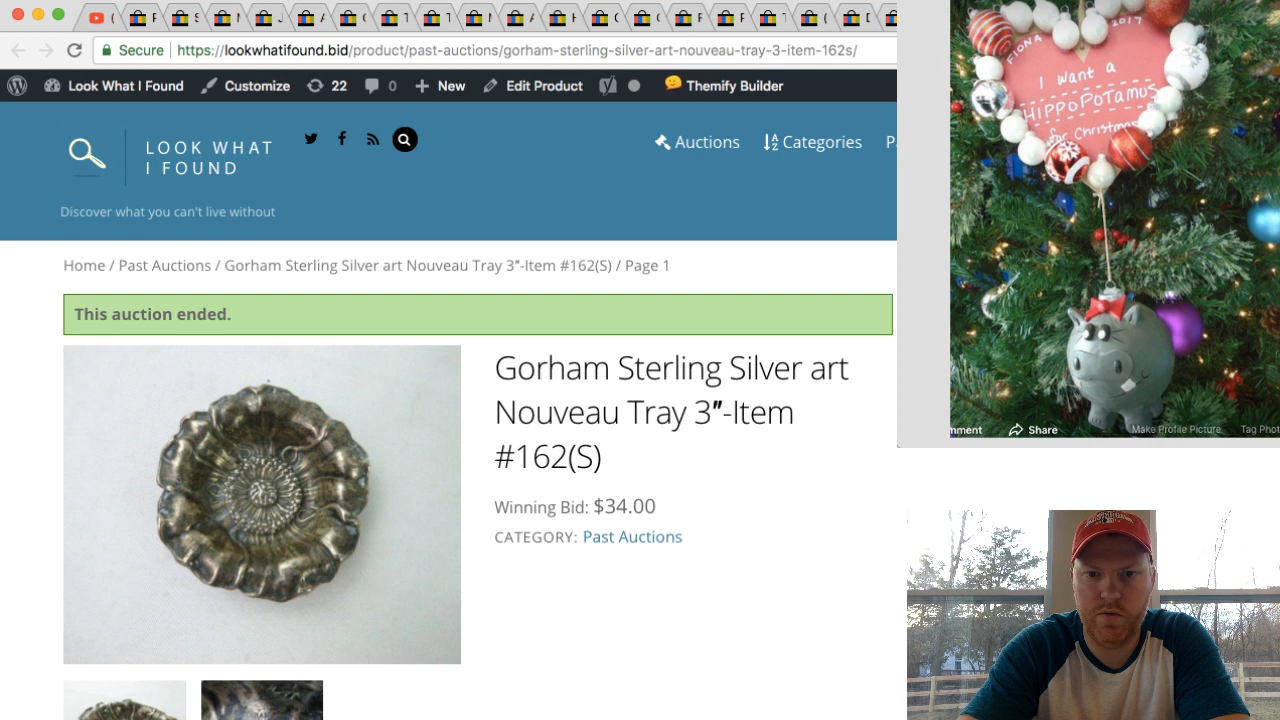 Secure https://lookwhatifound.bid/product/past-auctions/gorham-sterling-silver-art-nouveau-tray-3-item-162s/
Look What I Found Customize 22 0 New Edit Product Themify Builder
LOOK WHAT
I FOUND
Auctions Categories
Discover what you can't live without
Home / Past Auctions / Gorham Sterling Silver art Nouveau Tray 3″-Item #162(S) / Page 1
This auction ended.
Gorham Sterling Silver art
Nouveau Tray 3″-Item
#162(S)
Winning Bid: $34.00
CATEGORY: Past Auctions
FIONA
2017
I want a
HIPPOPOTAMUS
for Christmas
mment Share Make Profile Picture Tag Phot